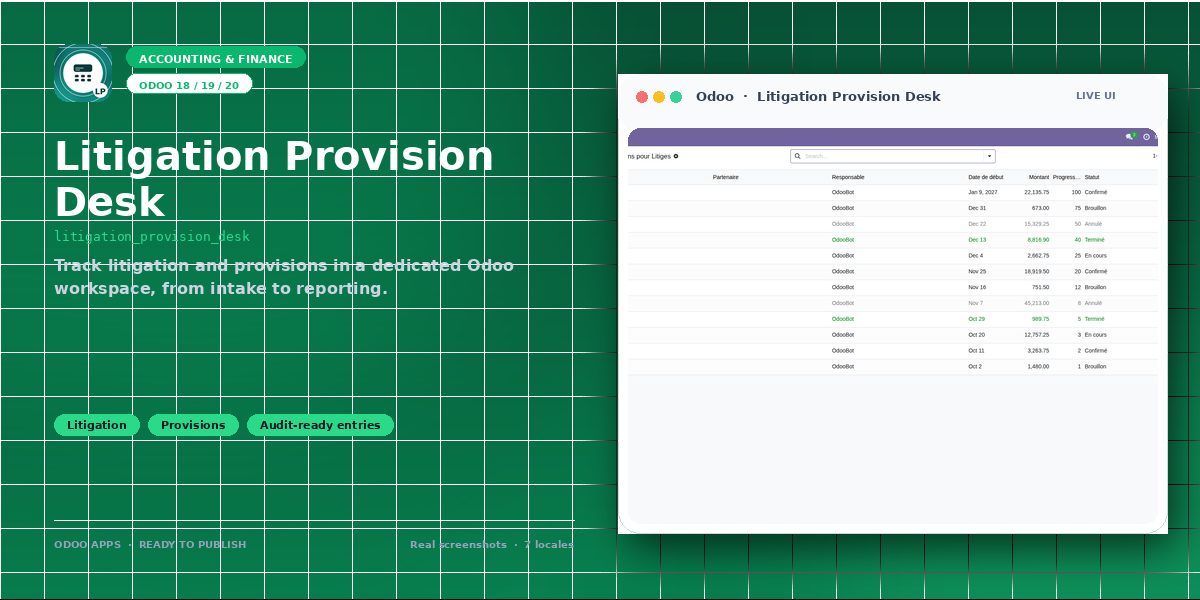 LP
ACCOUNTING & FINANCE
ODOO 18 / 19 / 20
Litigation Provision
Desk
litigation_provision_desk
Track litigation and provisions in a dedicated Odoo
workspace, from intake to reporting.
Litigation Provisions Audit-ready entries
ODOO APPS · READY TO PUBLISH
Real screenshots · 7 locales
Odoo · Litigation Provision Desk LIVE UI
ns pour Litiges Search...
Partenaire Responsable Date de début Montant Progress... Statut
OdooBot Jan 9, 2027 22,135.75 100 Confirmé
OdooBot Dec 31 673.00 75 Brouillon
OdooBot Dec 22 15,329.25 50 Annulé
OdooBot Dec 13 8,816.90 40 Terminé
OdooBot Dec 4 2,662.75 25 En cours
OdooBot Nov 25 18,919.50 20 Confirmé
OdooBot Nov 16 751.50 12 Brouillon
OdooBot Nov 7 45,213.00 8 Annulé
OdooBot Oct 29 989.75 5 Terminé
OdooBot Oct 20 12,757.25 3 En cours
OdooBot Oct 11 3,263.75 2 Confirmé
OdooBot Oct 2 1,480.00 1 Brouillon